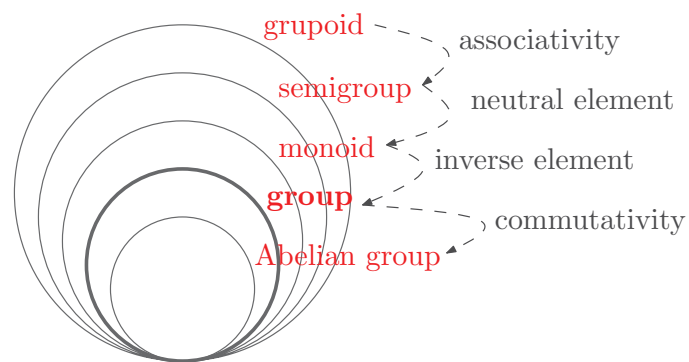 grupoid
associativity
semigroup
neutral element
monoid
inverse element
group
commutativity
Abelian group